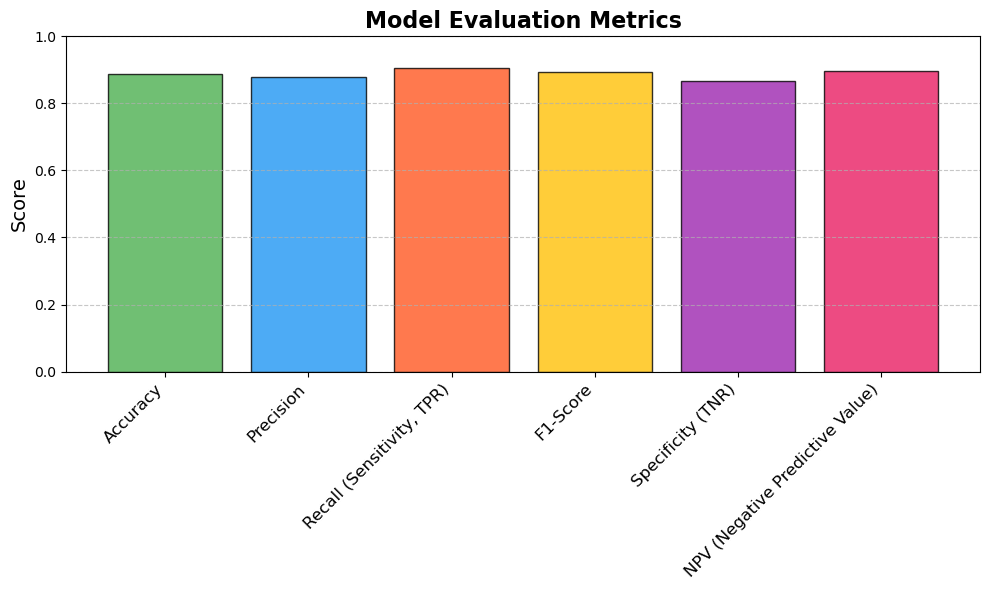 Model Evaluation Metrics
Score
1.0
0.8
0.6
0.4
0.2
0.0
Accuracy
Precision
Recall (Sensitivity, TPR)
F1-Score
Specificity (TNR)
NPV (Negative Predictive Value)